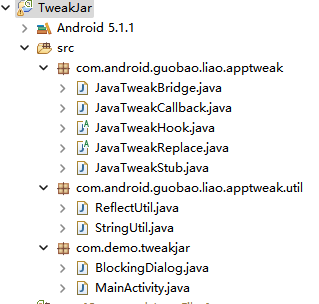 TweakJar
Android 5.1.1
src
com.android.guobao.liao.apptweak
JavaTweakBridge.java
JavaTweakCallback.java
JavaTweakHook.java
JavaTweakReplace.java
JavaTweakStub.java
com.android.guobao.liao.apptweak.util
ReflectUtil.java
StringUtil.java
com.demo.tweakjar
BlockingDialog.java
MainActivity.java